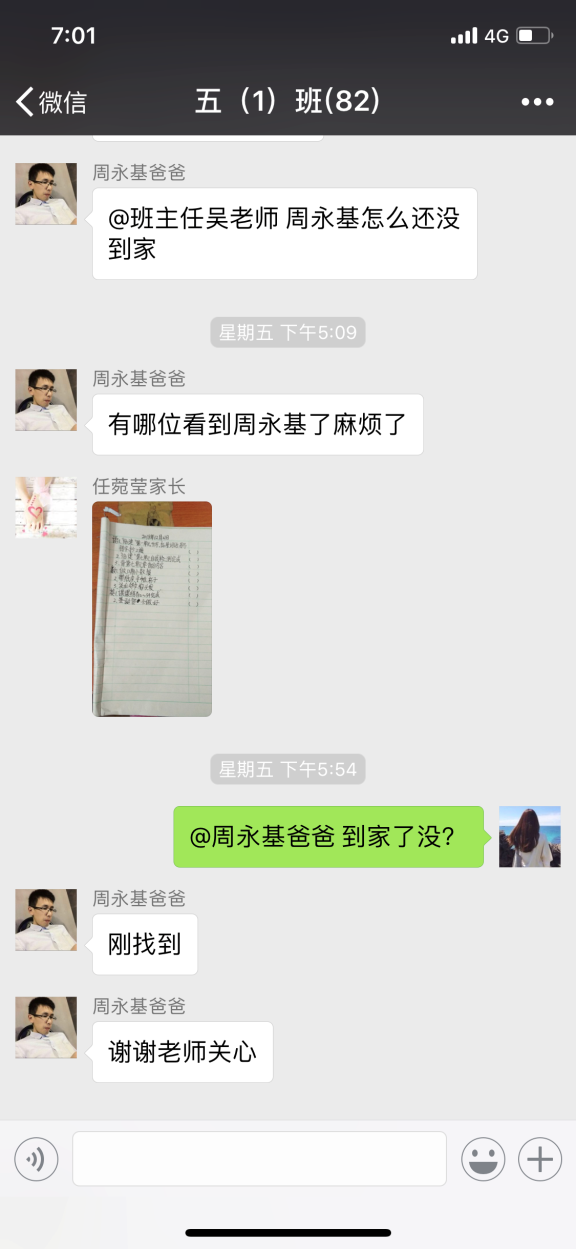 7:01
4G
微信
五（1）班(82)
周永基爸爸
@班主任吴老师 周永基怎么还没
到家
星期五 下午5:09
周永基爸爸
有哪位看到周永基了麻烦了
任菀莹家长
星期五 下午5:54
@周永基爸爸 到家了没?
周永基爸爸
刚找到
周永基爸爸
谢谢老师关心